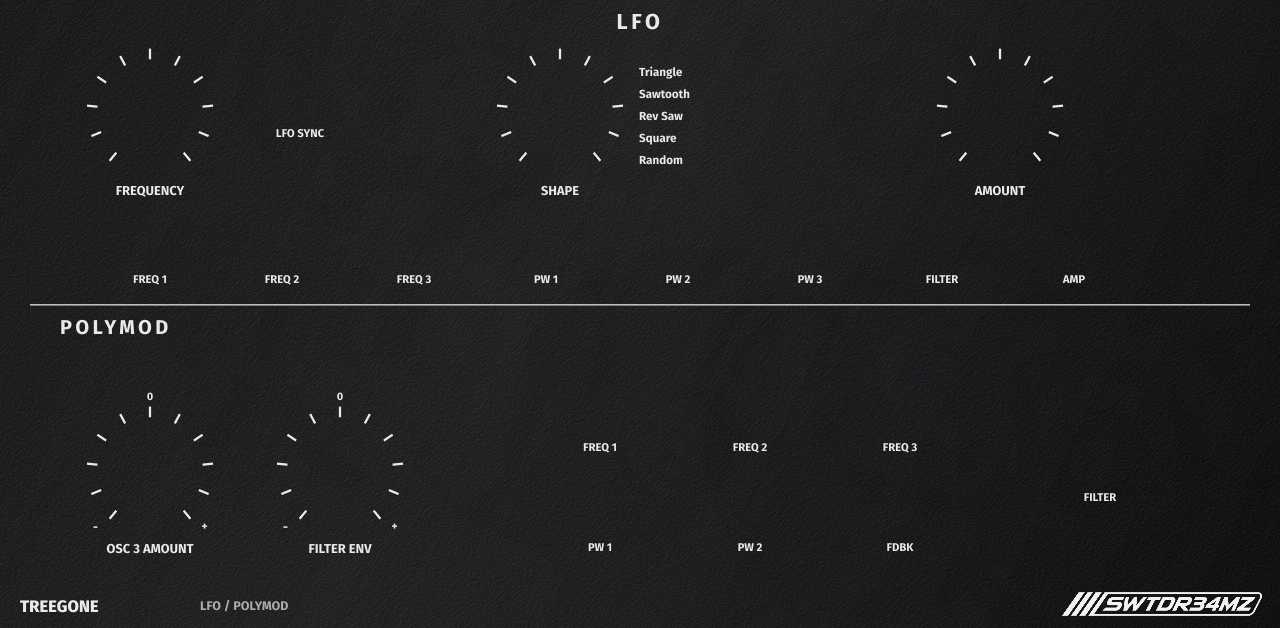 LFO
Triangle
Sawtooth
Rev Saw
Square
Random
LFO SYNC
FREQUENCY
SHAPE
AMOUNT
FREQ 1 FREQ 2 FREQ 3 PW 1 PW 2 PW 3 FILTER AMP
POLYMOD
0 0
- + - +
OSC 3 AMOUNT FILTER ENV
FREQ 1 FREQ 2 FREQ 3
FILTER
PW 1 PW 2 FDBK
TREEGONE LFO / POLYMOD SWTDR34MZ